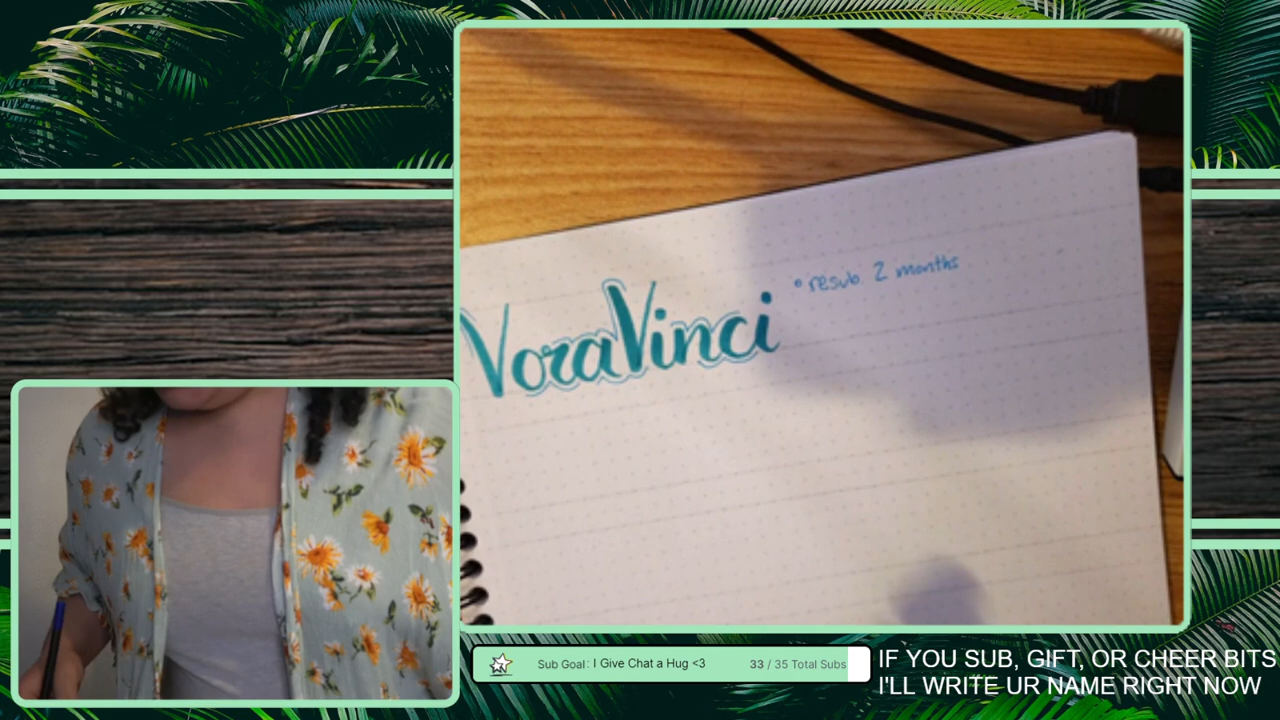 VoraVinci
• resub 2 months
Sub Goal: I Give Chat a Hug <3 33 / 35 Total Subs
IF YOU SUB, GIFT, OR CHEER BITS
I'LL WRITE UR NAME RIGHT NOW